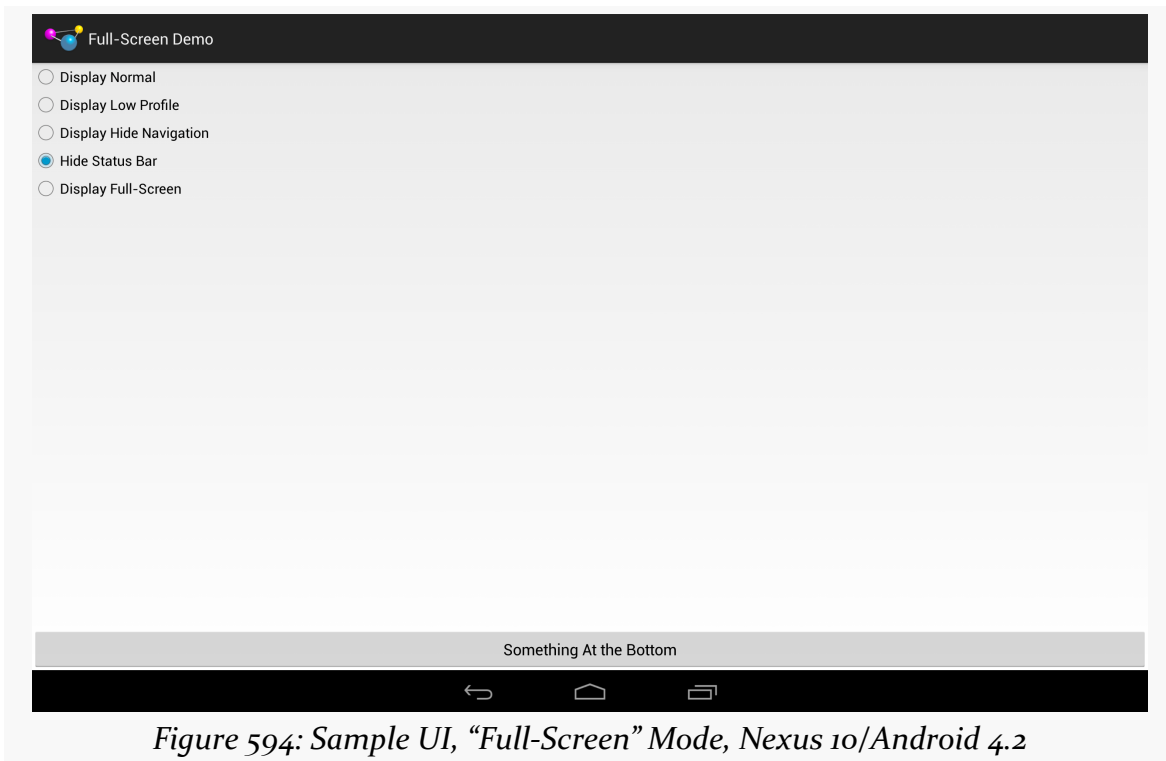 Full-Screen Demo
Display Normal
Display Low Profile
Display Hide Navigation
Hide Status Bar
Display Full-Screen
Something At the Bottom
Figure 594: Sample UI, “Full-Screen” Mode, Nexus 10/Android 4.2